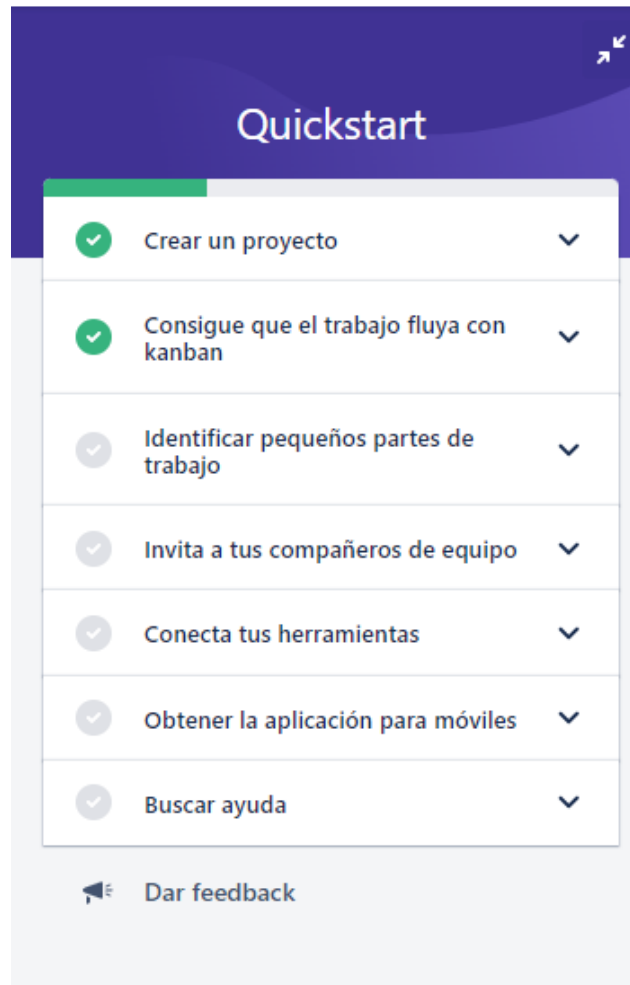 Quickstart
Crear un proyecto
Consigue que el trabajo fluya con
kanban
Identificar pequeños partes de
trabajo
Invita a tus compañeros de equipo
Conecta tus herramientas
Obtener la aplicación para móviles
Buscar ayuda
Dar feedback